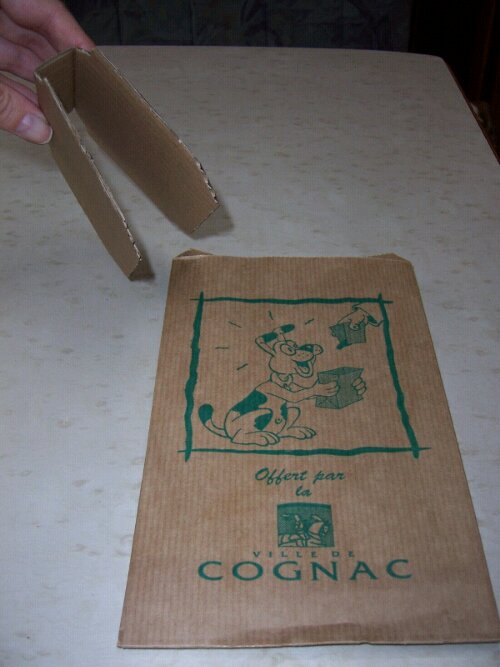 Offert par
la
VILLE DE
COGNAC